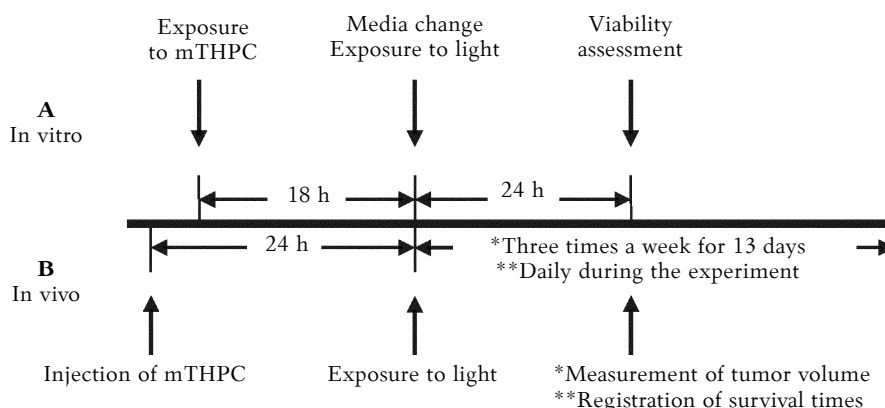 Exposure
to mTHPC
Media change
Exposure to light
Viability
assessment
A
In vitro
18 h
24 h
24 h
*Three times a week for 13 days
**Daily during the experiment
B
In vivo
Injection of mTHPC
Exposure to light
*Measurement of tumor volume
**Registration of survival times